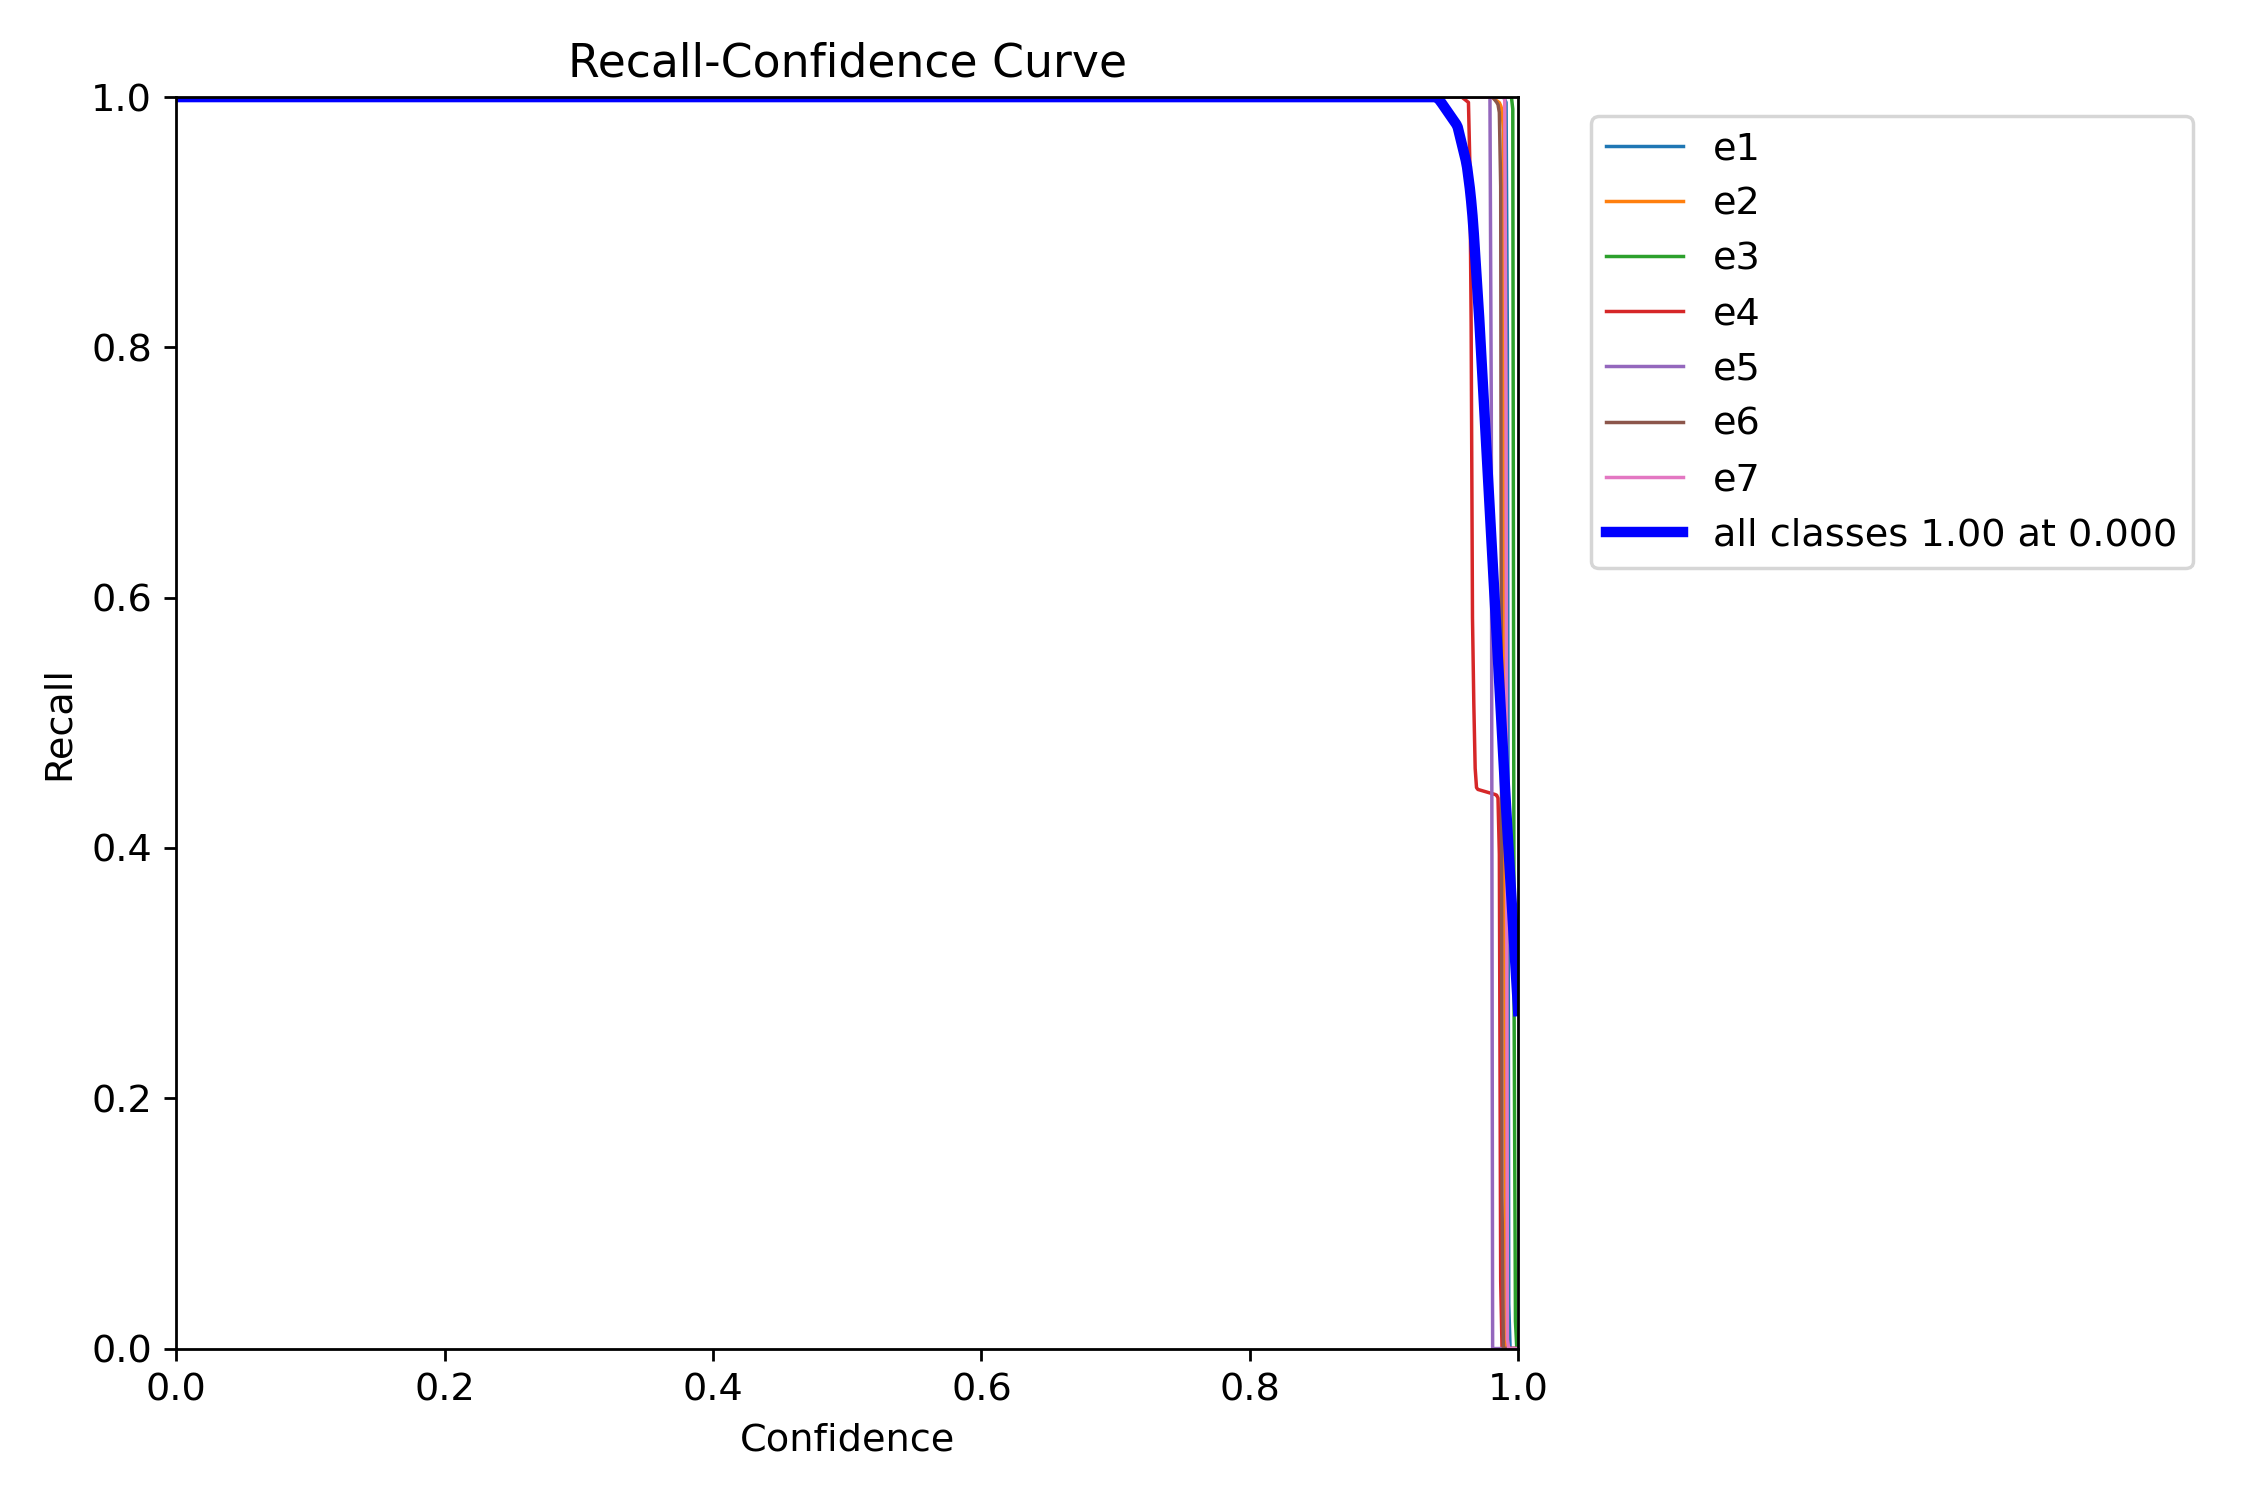 Recall-Confidence Curve
1.0
0.8
0.6
0.4
0.2
0.0
Recall
0.0 0.2 0.4 0.6 0.8 1.0
Confidence
e1
e2
e3
e4
e5
e6
e7
all classes 1.00 at 0.000